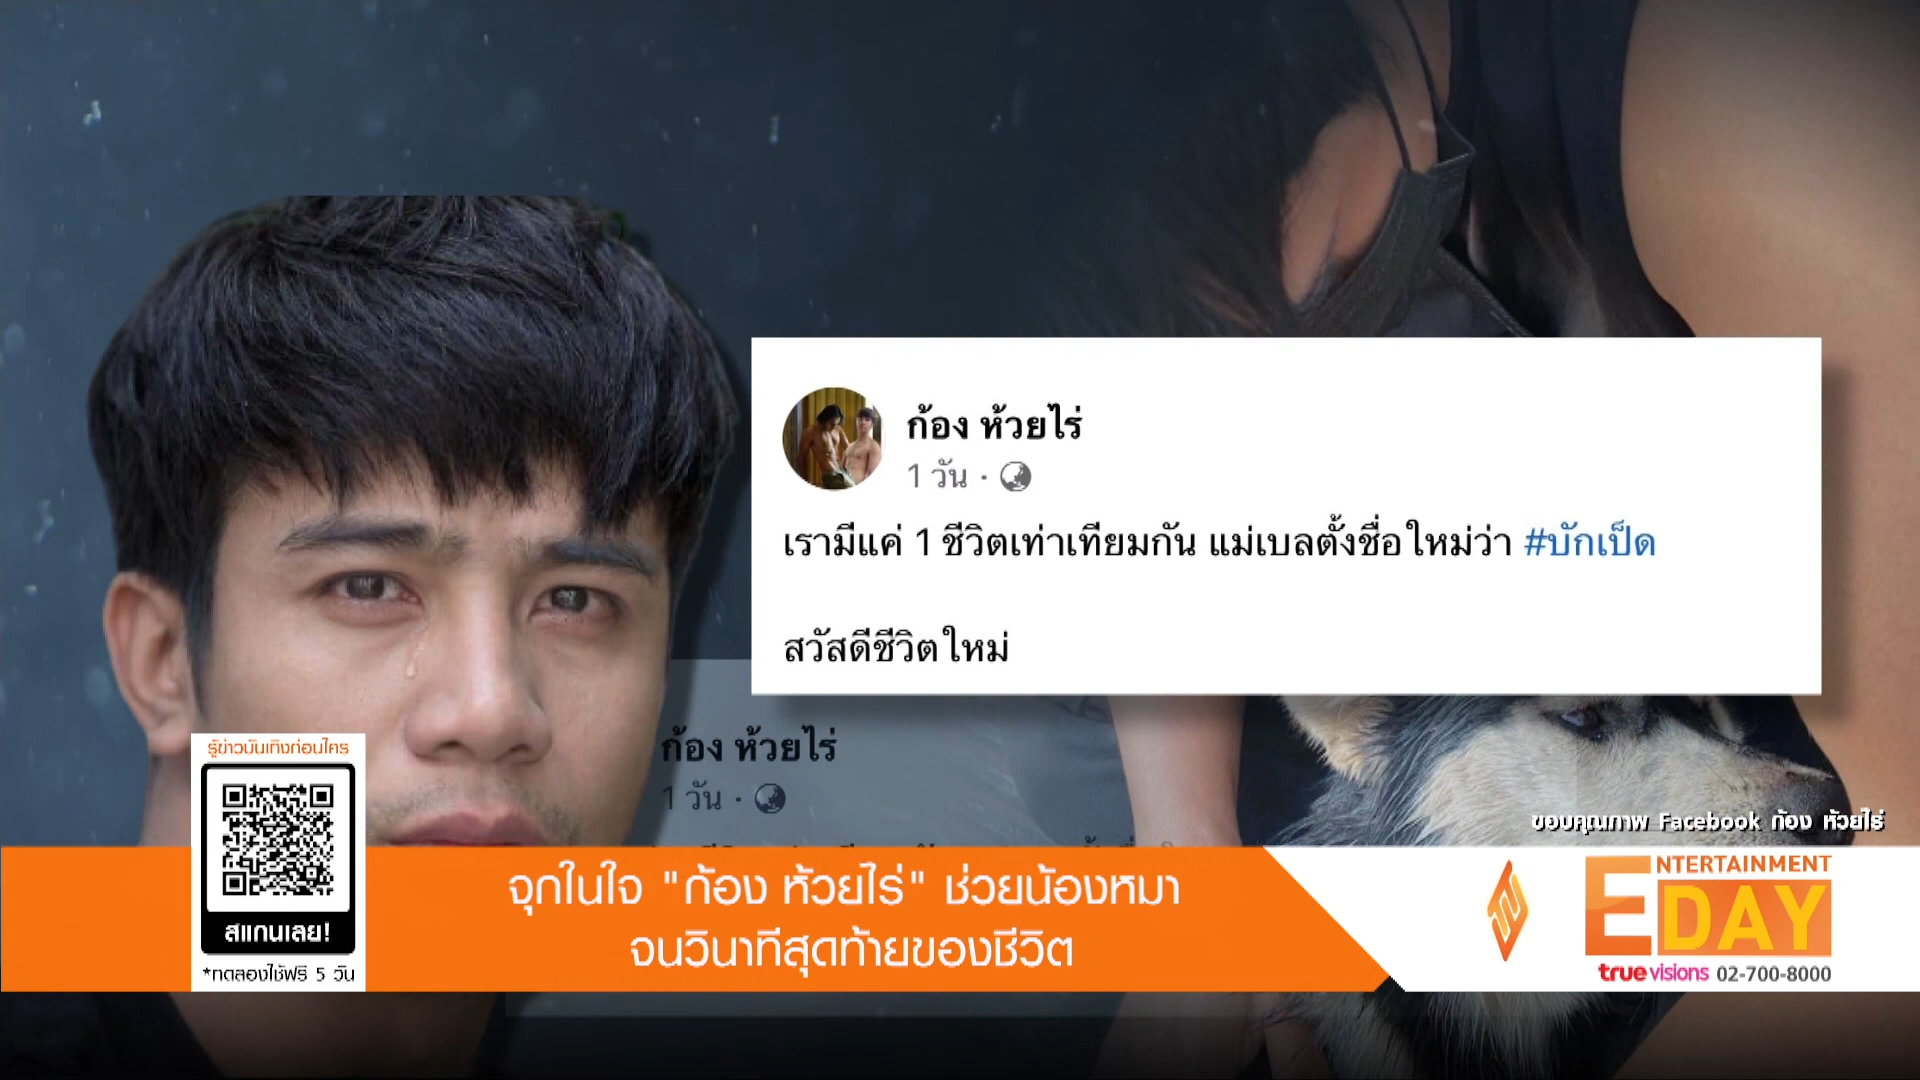 ก้อง ห้วยไร่
1 วัน ·
เรามีแค่ 1 ชีวิตเท่าเทียมกัน แม่เบลตั้งชื่อใหม่ว่า #บักเป็ด
สวัสดีชีวิตใหม่
ก้อง ห้วยไร่
1 วัน ·
รู้ข่าวบันเทิงก่อนใคร
สแกนเลย!
*ทดลองใช้ฟรี 5 วัน
ขอบคุณภาพ Facebook ก้อง ห้วยไร่
จุกในใจ "ก้อง ห้วยไร่" ช่วยน้องหมา
จนวินาทีสุดท้ายของชีวิต
ENTERTAINMENT
DAY
truevisions 02-700-8000